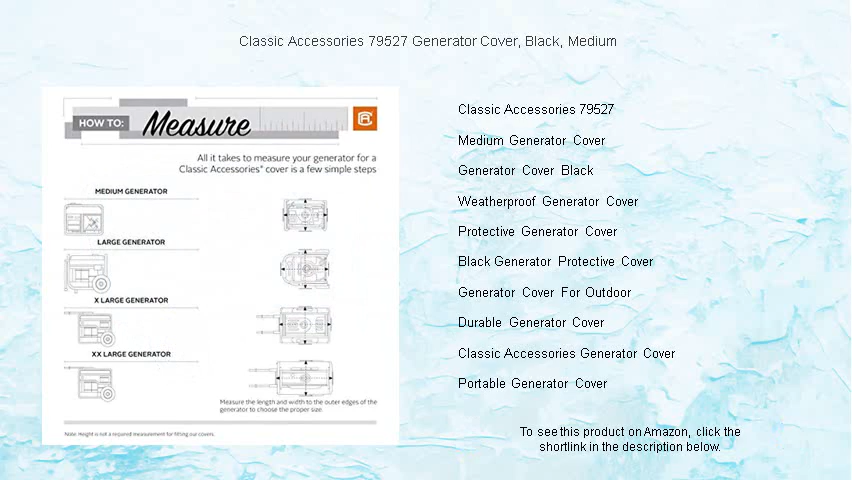 Classic Accessories 79527 Generator Cover, Black, Medium
HOW TO:
Measure
All it takes to measure your generator for a
Classic Accessories® cover is a few simple steps
MEDIUM GENERATOR
LARGE GENERATOR
X LARGE GENERATOR
XX LARGE GENERATOR
Measure the length and width to the outer edges of the
generator to choose the proper size.
Note: Height is not a required measurement for fitting our covers.
Classic Accessories 79527
Medium Generator Cover
Generator Cover Black
Weatherproof Generator Cover
Protective Generator Cover
Black Generator Protective Cover
Generator Cover For Outdoor
Durable Generator Cover
Classic Accessories Generator Cover
Portable Generator Cover
To see this product on Amazon, click the
shortlink in the description below.